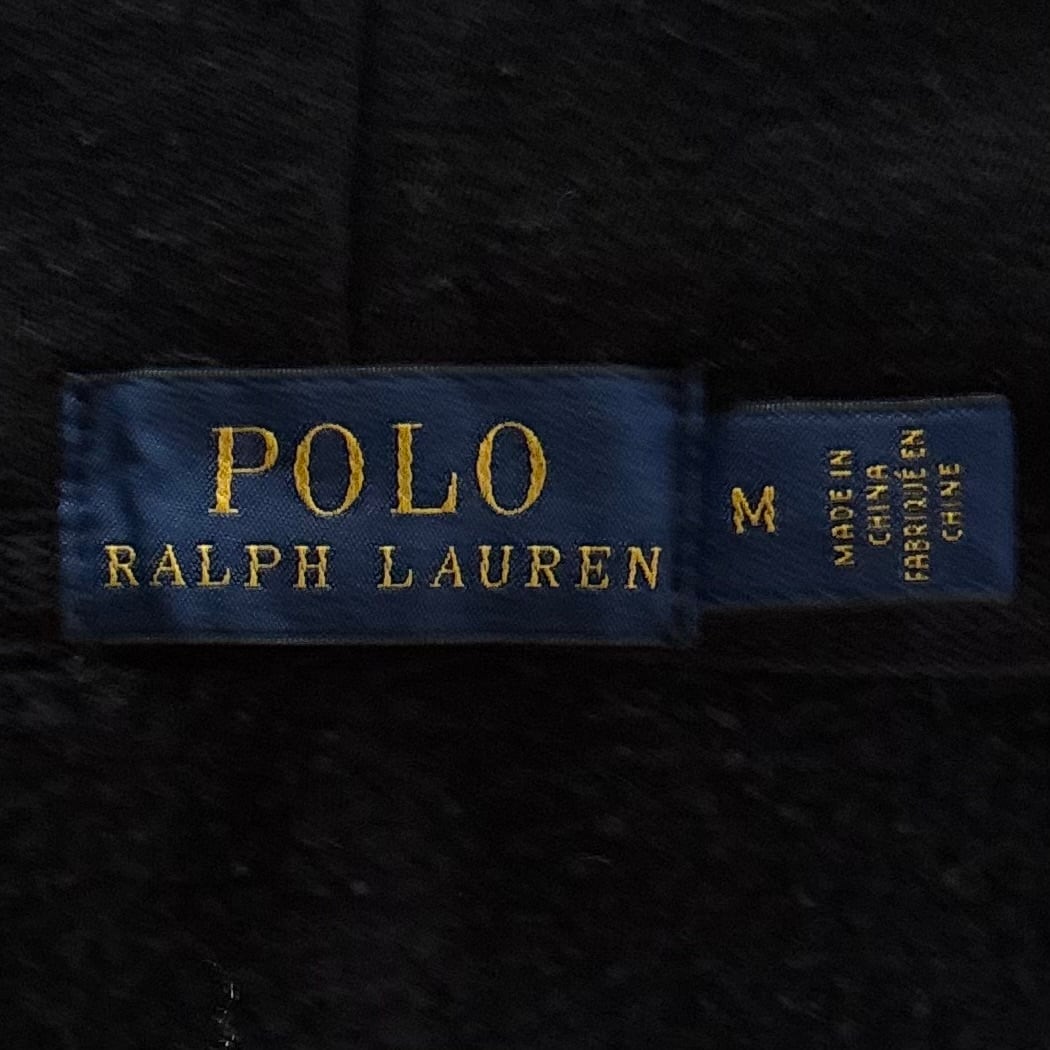 POLO
RALPH LAUREN
M
MADE IN
CHINA
FABRIQUÉ EN
CHINE